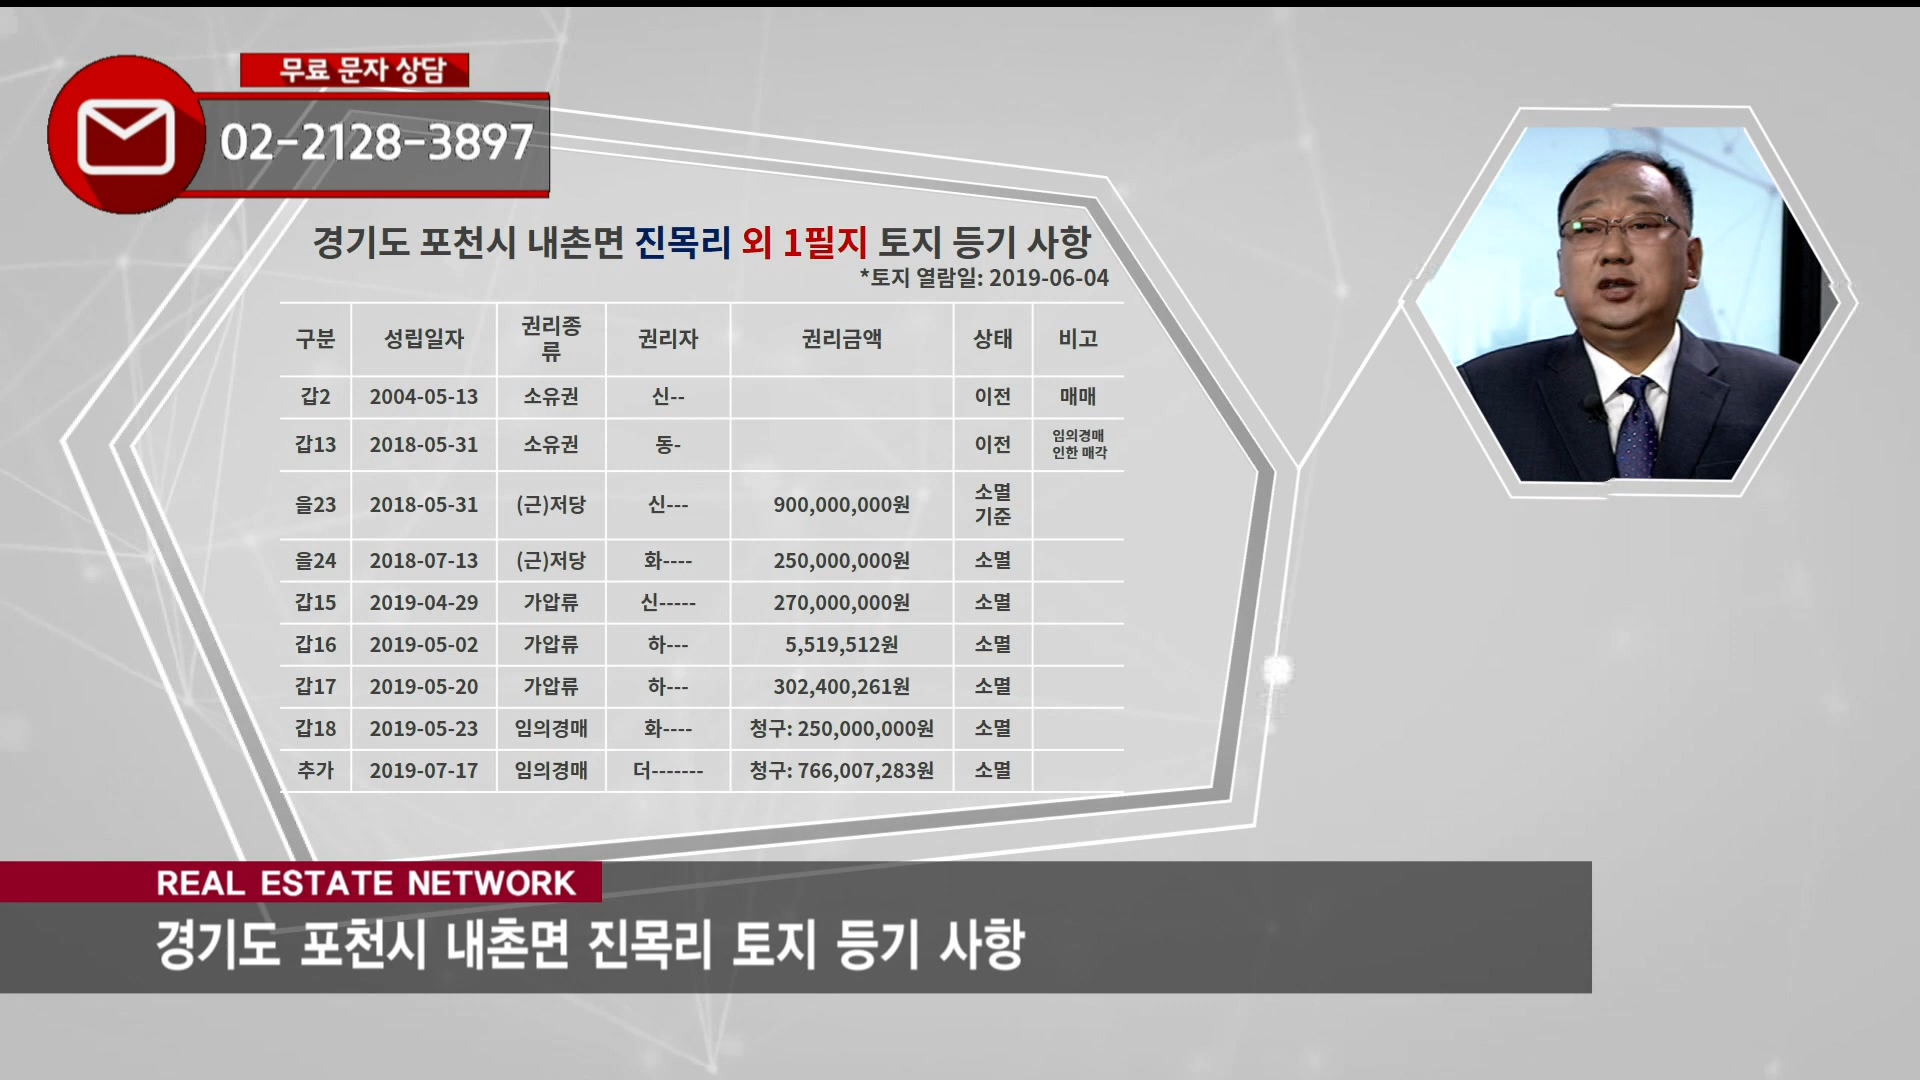 무료 문자 상담
02-2128-3897
경기도 포천시 내촌면 진목리 외 1필지 토지 등기 사항
*토지 열람일: 2019-06-04
구분 성립일자 권리종류 권리자 권리금액 상태 비고
갑2 2004-05-13 소유권 신-- 이전 매매
갑13 2018-05-31 소유권 동- 이전 임의경매 인한 매각
을23 2018-05-31 (근)저당 신--- 900,000,000원 소멸 기준
을24 2018-07-13 (근)저당 화---- 250,000,000원 소멸
갑15 2019-04-29 가압류 신----- 270,000,000원 소멸
갑16 2019-05-02 가압류 하--- 5,519,512원 소멸
갑17 2019-05-20 가압류 하--- 302,400,261원 소멸
갑18 2019-05-23 임의경매 화---- 청구: 250,000,000원 소멸
추가 2019-07-17 임의경매 더------- 청구: 766,007,283원 소멸
REAL ESTATE NETWORK
경기도 포천시 내촌면 진목리 토지 등기 사항